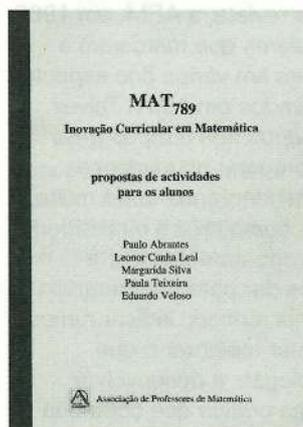 MAT789
Inovação Curricular em Matemática
propostas de actividades
para os alunos
Paulo Abrantes
Leonor Cunha Leal
Margarida Silva
Paula Teixeira
Eduardo Veloso
Associação de Professores de Matemática